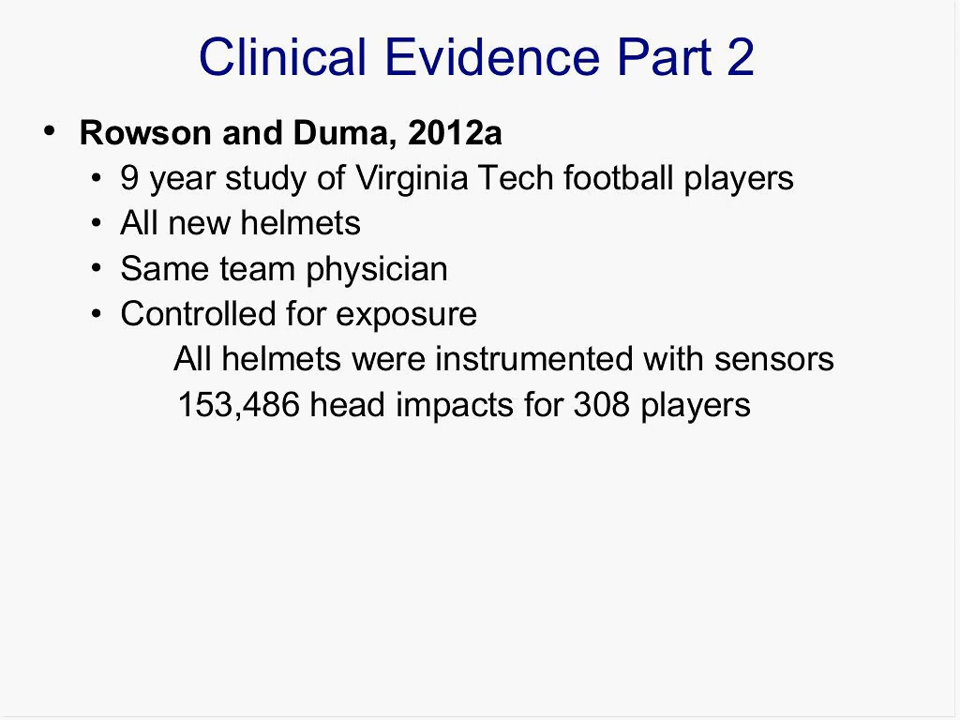 Clinical Evidence Part 2
• Rowson and Duma, 2012a
• 9 year study of Virginia Tech football players
• All new helmets
• Same team physician
• Controlled for exposure
All helmets were instrumented with sensors
153,486 head impacts for 308 players